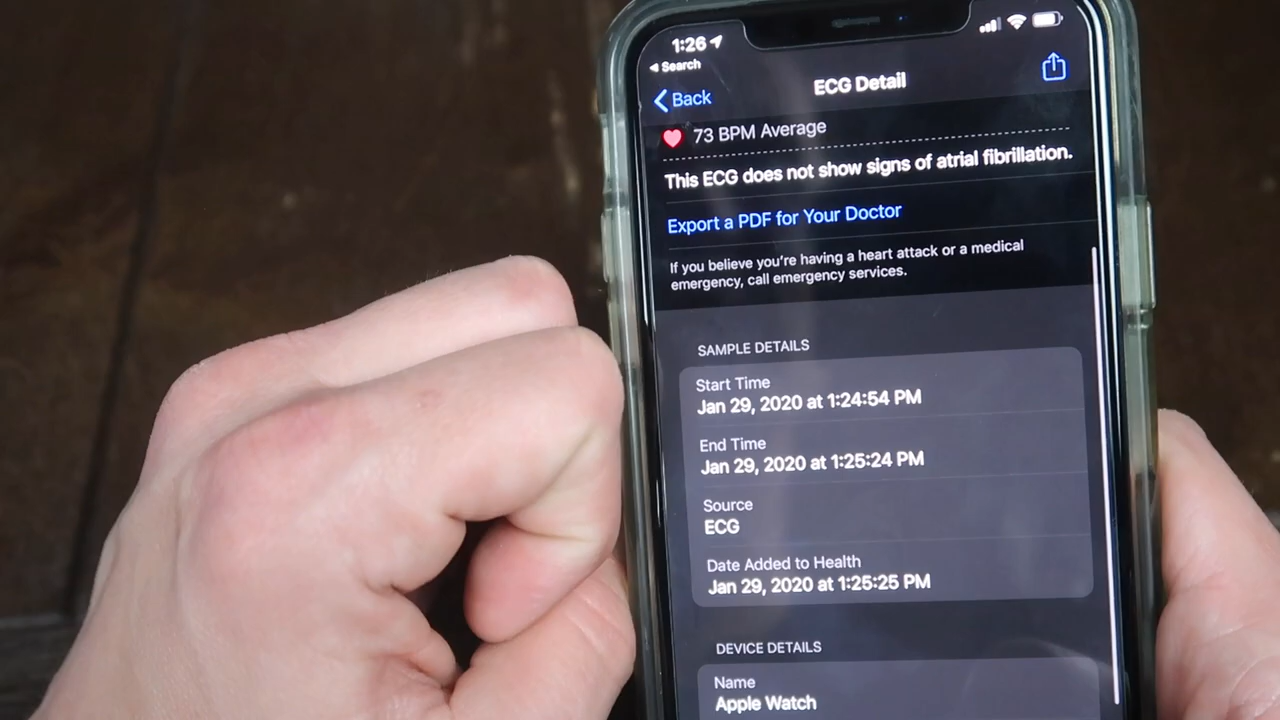 1:26
Search
Back
ECG Detail
73 BPM Average
This ECG does not show signs of atrial fibrillation.
Export a PDF for Your Doctor
If you believe you're having a heart attack or a medical
emergency, call emergency services.
SAMPLE DETAILS
Start Time
Jan 29, 2020 at 1:24:54 PM
End Time
Jan 29, 2020 at 1:25:24 PM
Source
ECG
Date Added to Health
Jan 29, 2020 at 1:25:25 PM
DEVICE DETAILS
Name
Apple Watch